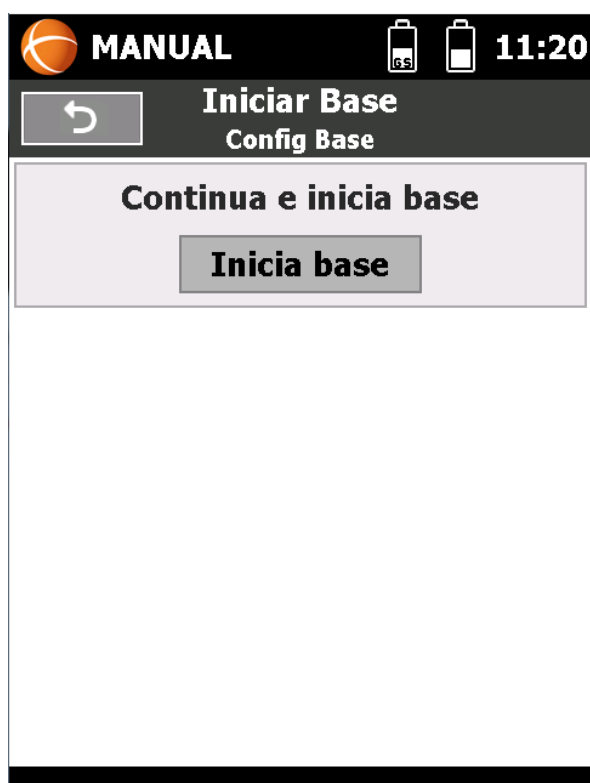 MANUAL GS 11:20
Iniciar Base
Config Base
Continua e inicia base
Inicia base